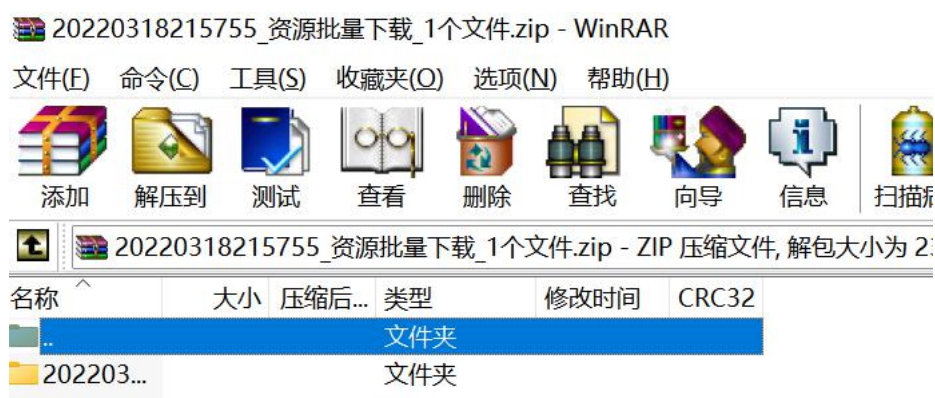 20220318215755_资源批量下载_1个文件.zip - WinRAR
文件(F) 命令(C) 工具(S) 收藏夹(O) 选项(N) 帮助(H)
添加 解压到 测试 查看 删除 查找 向导 信息 扫描
20220318215755_资源批量下载_1个文件.zip - ZIP 压缩文件, 解包大小为 2
名称 大小 压缩后... 类型 修改时间 CRC32
.. 文件夹
202203... 文件夹